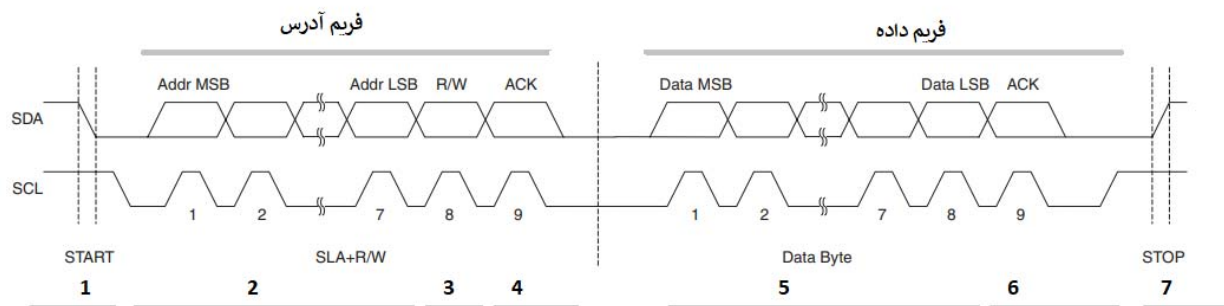 فریم آدرس فریم داده
Addr MSB Addr LSB R/W ACK Data MSB Data LSB ACK
SDA
SCL
1 2 7 8 9 1 2 7 8 9
START SLA+R/W Data Byte STOP
1 2 3 4 5 6 7